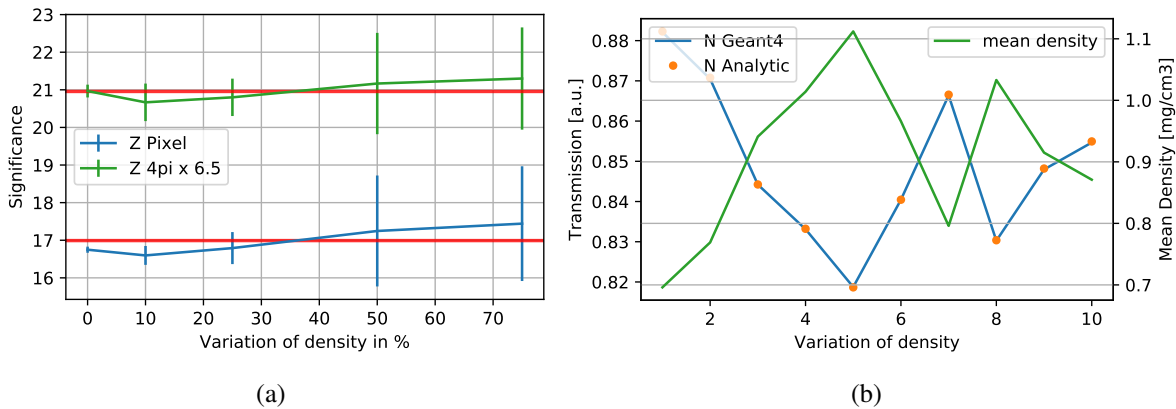 23
22
21
20
19
18
17
16
Significance
Z Pixel
Z 4pi x 6.5
0 10 20 30 40 50 60 70
Variation of density in %
(a)
0.88
0.87
0.86
0.85
0.84
0.83
0.82
Transmission [a.u.]
N Geant4
N Analytic
mean density
1.1
1.0
0.9
0.8
0.7
Mean Density [mg/cm3]
2 4 6 8 10
Variation of density
(b)